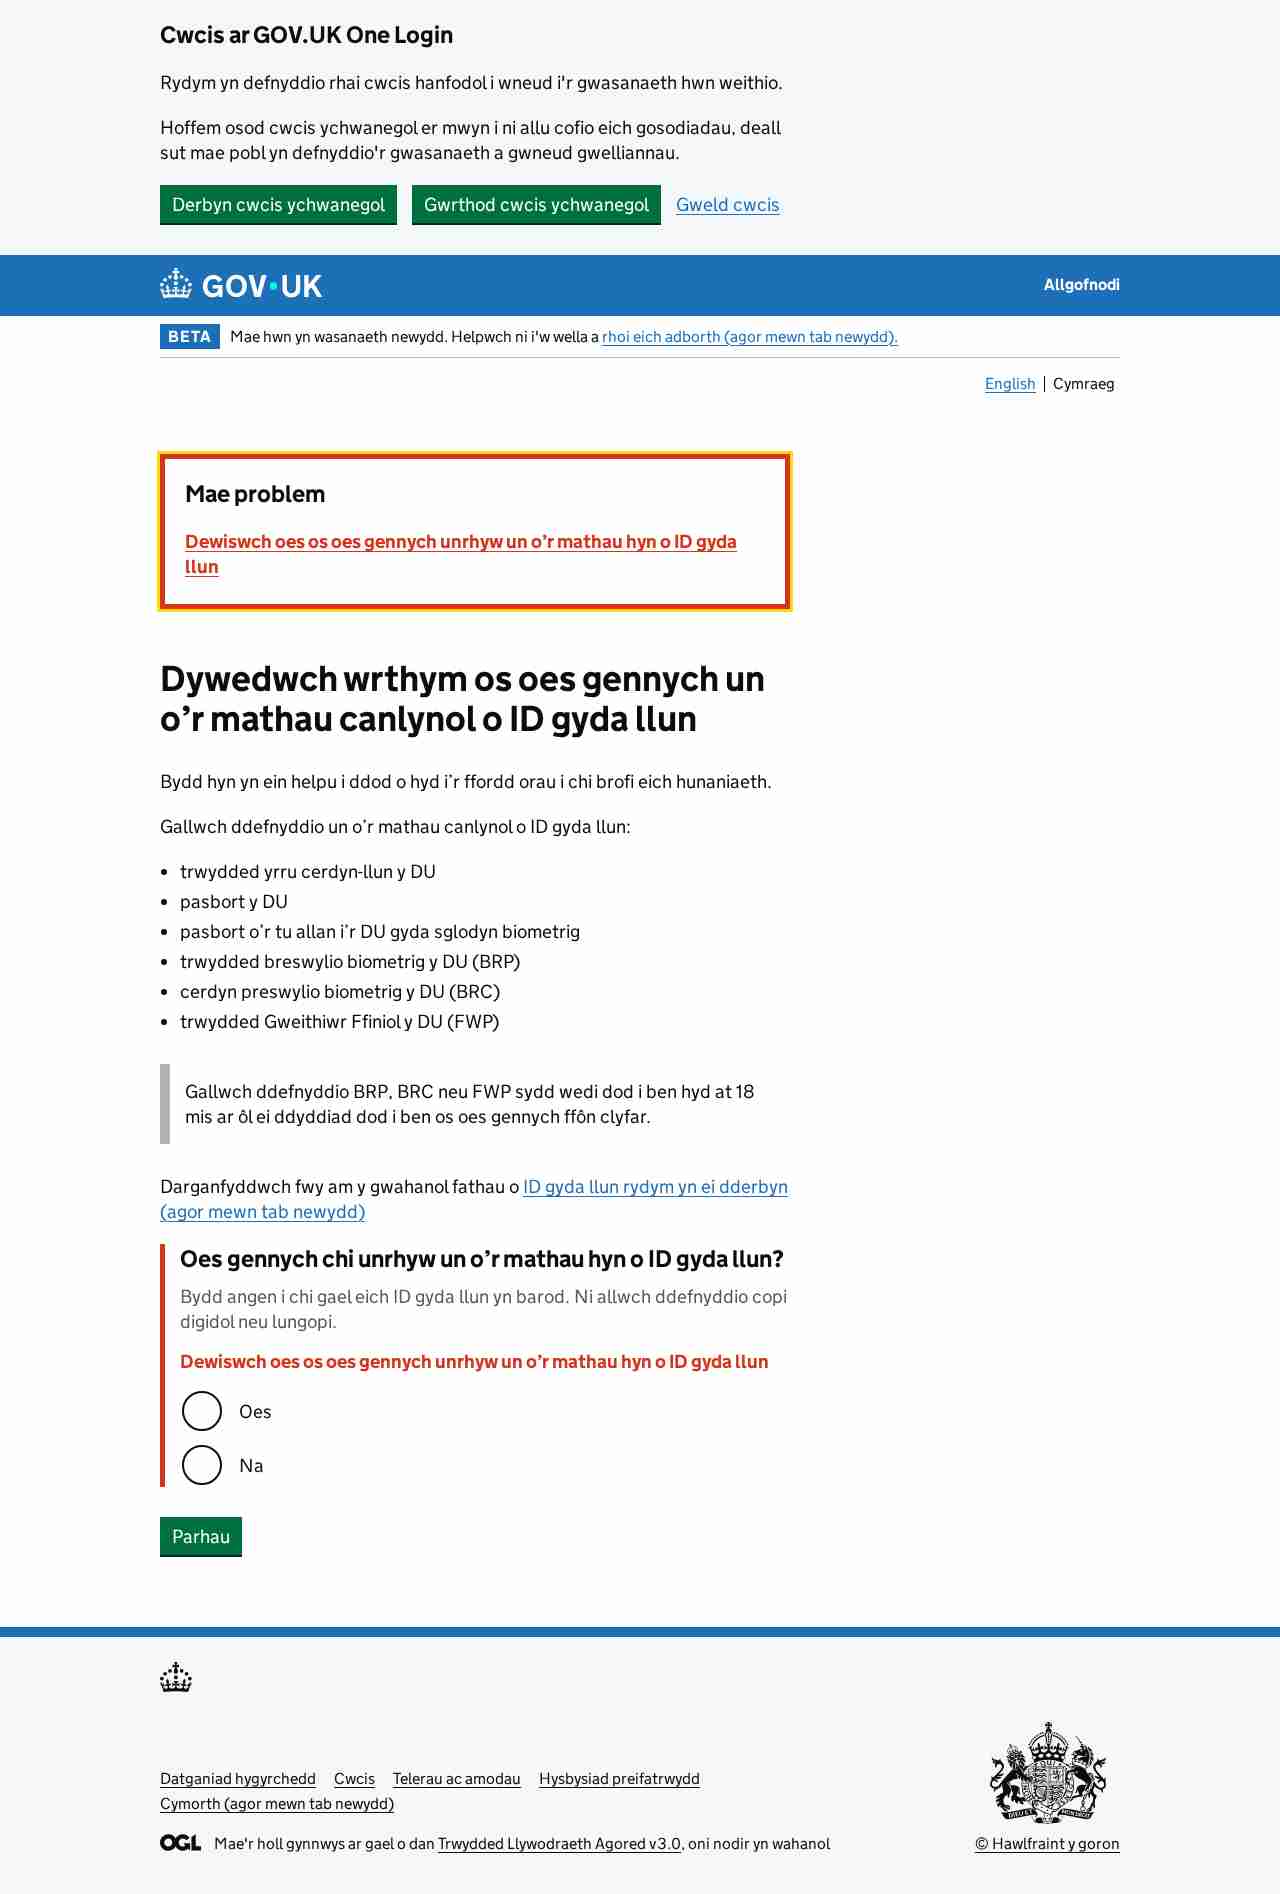 Cwcis ar GOV.UK One Login
Rydym yn defnyddio rhai cwcis hanfodol i wneud i'r gwasanaeth hwn weithio.
Hoffem osod cwcis ychwanegol er mwyn i ni allu cofio eich gosodiadau, deall
sut mae pobl yn defnyddio'r gwasanaeth a gwneud gwelliannau.
Derbyn cwcis ychwanegol Gwrthod cwcis ychwanegol Gweld cwcis
GOV·UK Allgofnodi
BETA Mae hwn yn wasanaeth newydd. Helpwch ni i'w wella a rhoi eich adborth (agor mewn tab newydd).
English Cymraeg
Mae problem
Dewiswch oes os oes gennych unrhyw un o’r mathau hyn o ID gyda
llun
Dywedwch wrthym os oes gennych un
o’r mathau canlynol o ID gyda llun
Bydd hyn yn ein helpu i ddod o hyd i’r ffordd orau i chi brofi eich hunaniaeth.
Gallwch ddefnyddio un o’r mathau canlynol o ID gyda llun:
• trwydded yrru cerdyn-llun y DU
• pasbort y DU
• pasbort o’r tu allan i’r DU gyda sglodyn biometrig
• trwydded breswylio biometrig y DU (BRP)
• cerdyn preswylio biometrig y DU (BRC)
• trwydded Gweithiwr Ffiniol y DU (FWP)
Gallwch ddefnyddio BRP, BRC neu FWP sydd wedi dod i ben hyd at 18
mis ar ôl ei ddyddiad dod i ben os oes gennych ffôn clyfar.
Darganfyddwch fwy am y gwahanol fathau o ID gyda llun rydym yn ei dderbyn
(agor mewn tab newydd)
Oes gennych chi unrhyw un o’r mathau hyn o ID gyda llun?
Bydd angen i chi gael eich ID gyda llun yn barod. Ni allwch ddefnyddio copi
digidol neu lungopi.
Dewiswch oes os oes gennych unrhyw un o’r mathau hyn o ID gyda llun
Oes
Na
Parhau
Datganiad hygyrchedd Cwcis Telerau ac amodau Hysbysiad preifatrwydd
Cymorth (agor mewn tab newydd)
OGL Mae'r holl gynnwys ar gael o dan Trwydded Llywodraeth Agored v3.0, oni nodir yn wahanol
© Hawlfraint y goron